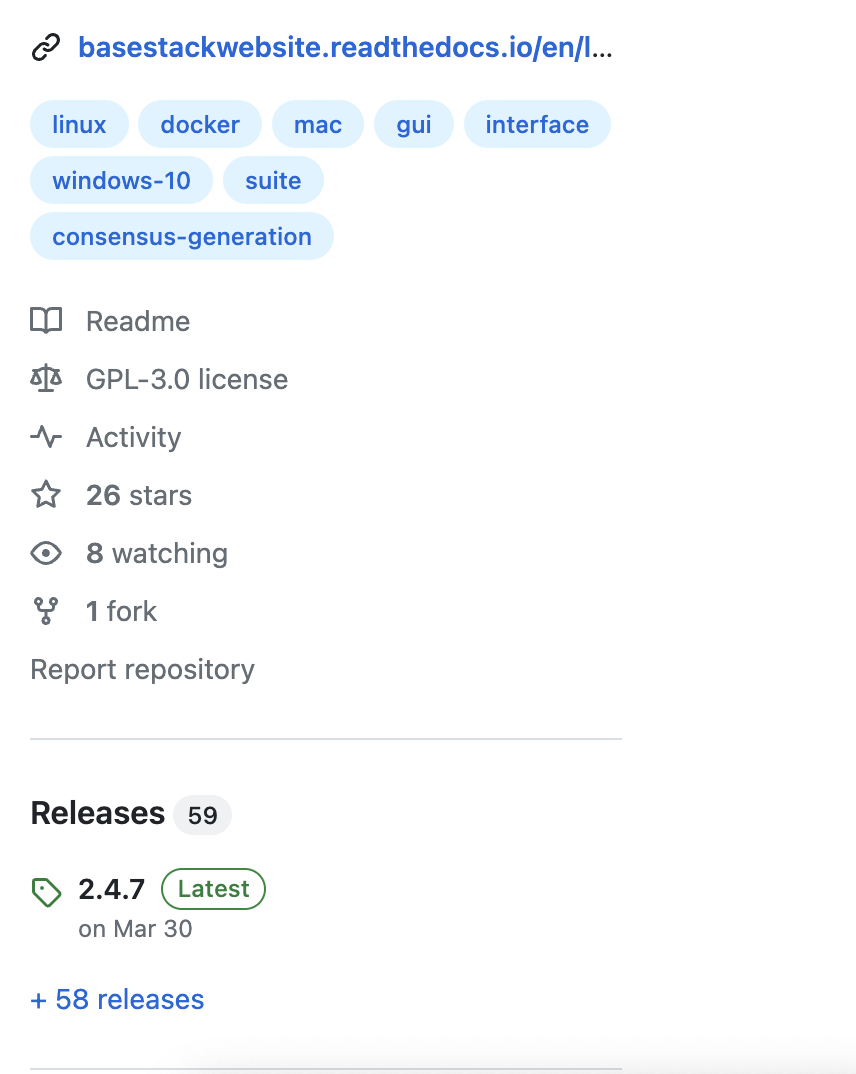 basestackwebsite.readthedocs.io/en/l...
linux docker mac gui interface
windows-10 suite
consensus-generation
Readme
GPL-3.0 license
Activity
26 stars
8 watching
1 fork
Report repository
Releases 59
2.4.7 Latest
on Mar 30
+ 58 releases